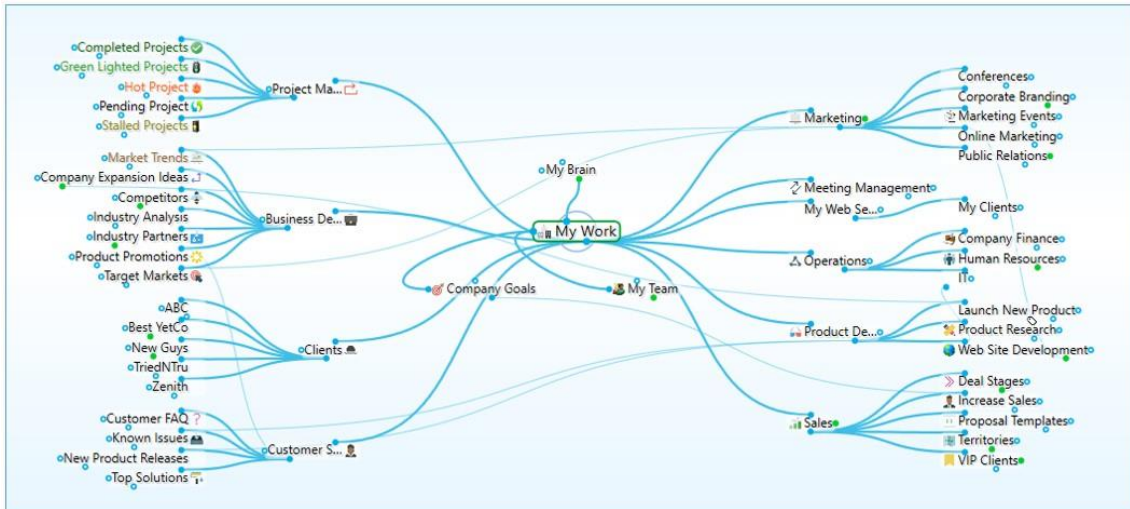 Completed Projects
Green Lighted Projects
Hot Project
Pending Project
Stalled Projects
Project Ma...
Market Trends
Company Expansion Ideas
Competitors
Industry Analysis
Industry Partners
Product Promotions
Target Markets
Business De...
ABC
Best YetCo
New Guys
TriedNTru
Zenith
Clients
Customer FAQ
Known Issues
New Product Releases
Top Solutions
Customer S...
My Brain
My Work
Company Goals
My Team
Marketing
Conferences
Corporate Branding
Marketing Events
Online Marketing
Public Relations
Meeting Management
My Web Se...
My Clients
Operations
Company Finance
Human Resources
IT
Product De...
Launch New Product
Product Research
Web Site Development
Sales
Deal Stages
Increase Sales
Proposal Templates
Territories
VIP Clients